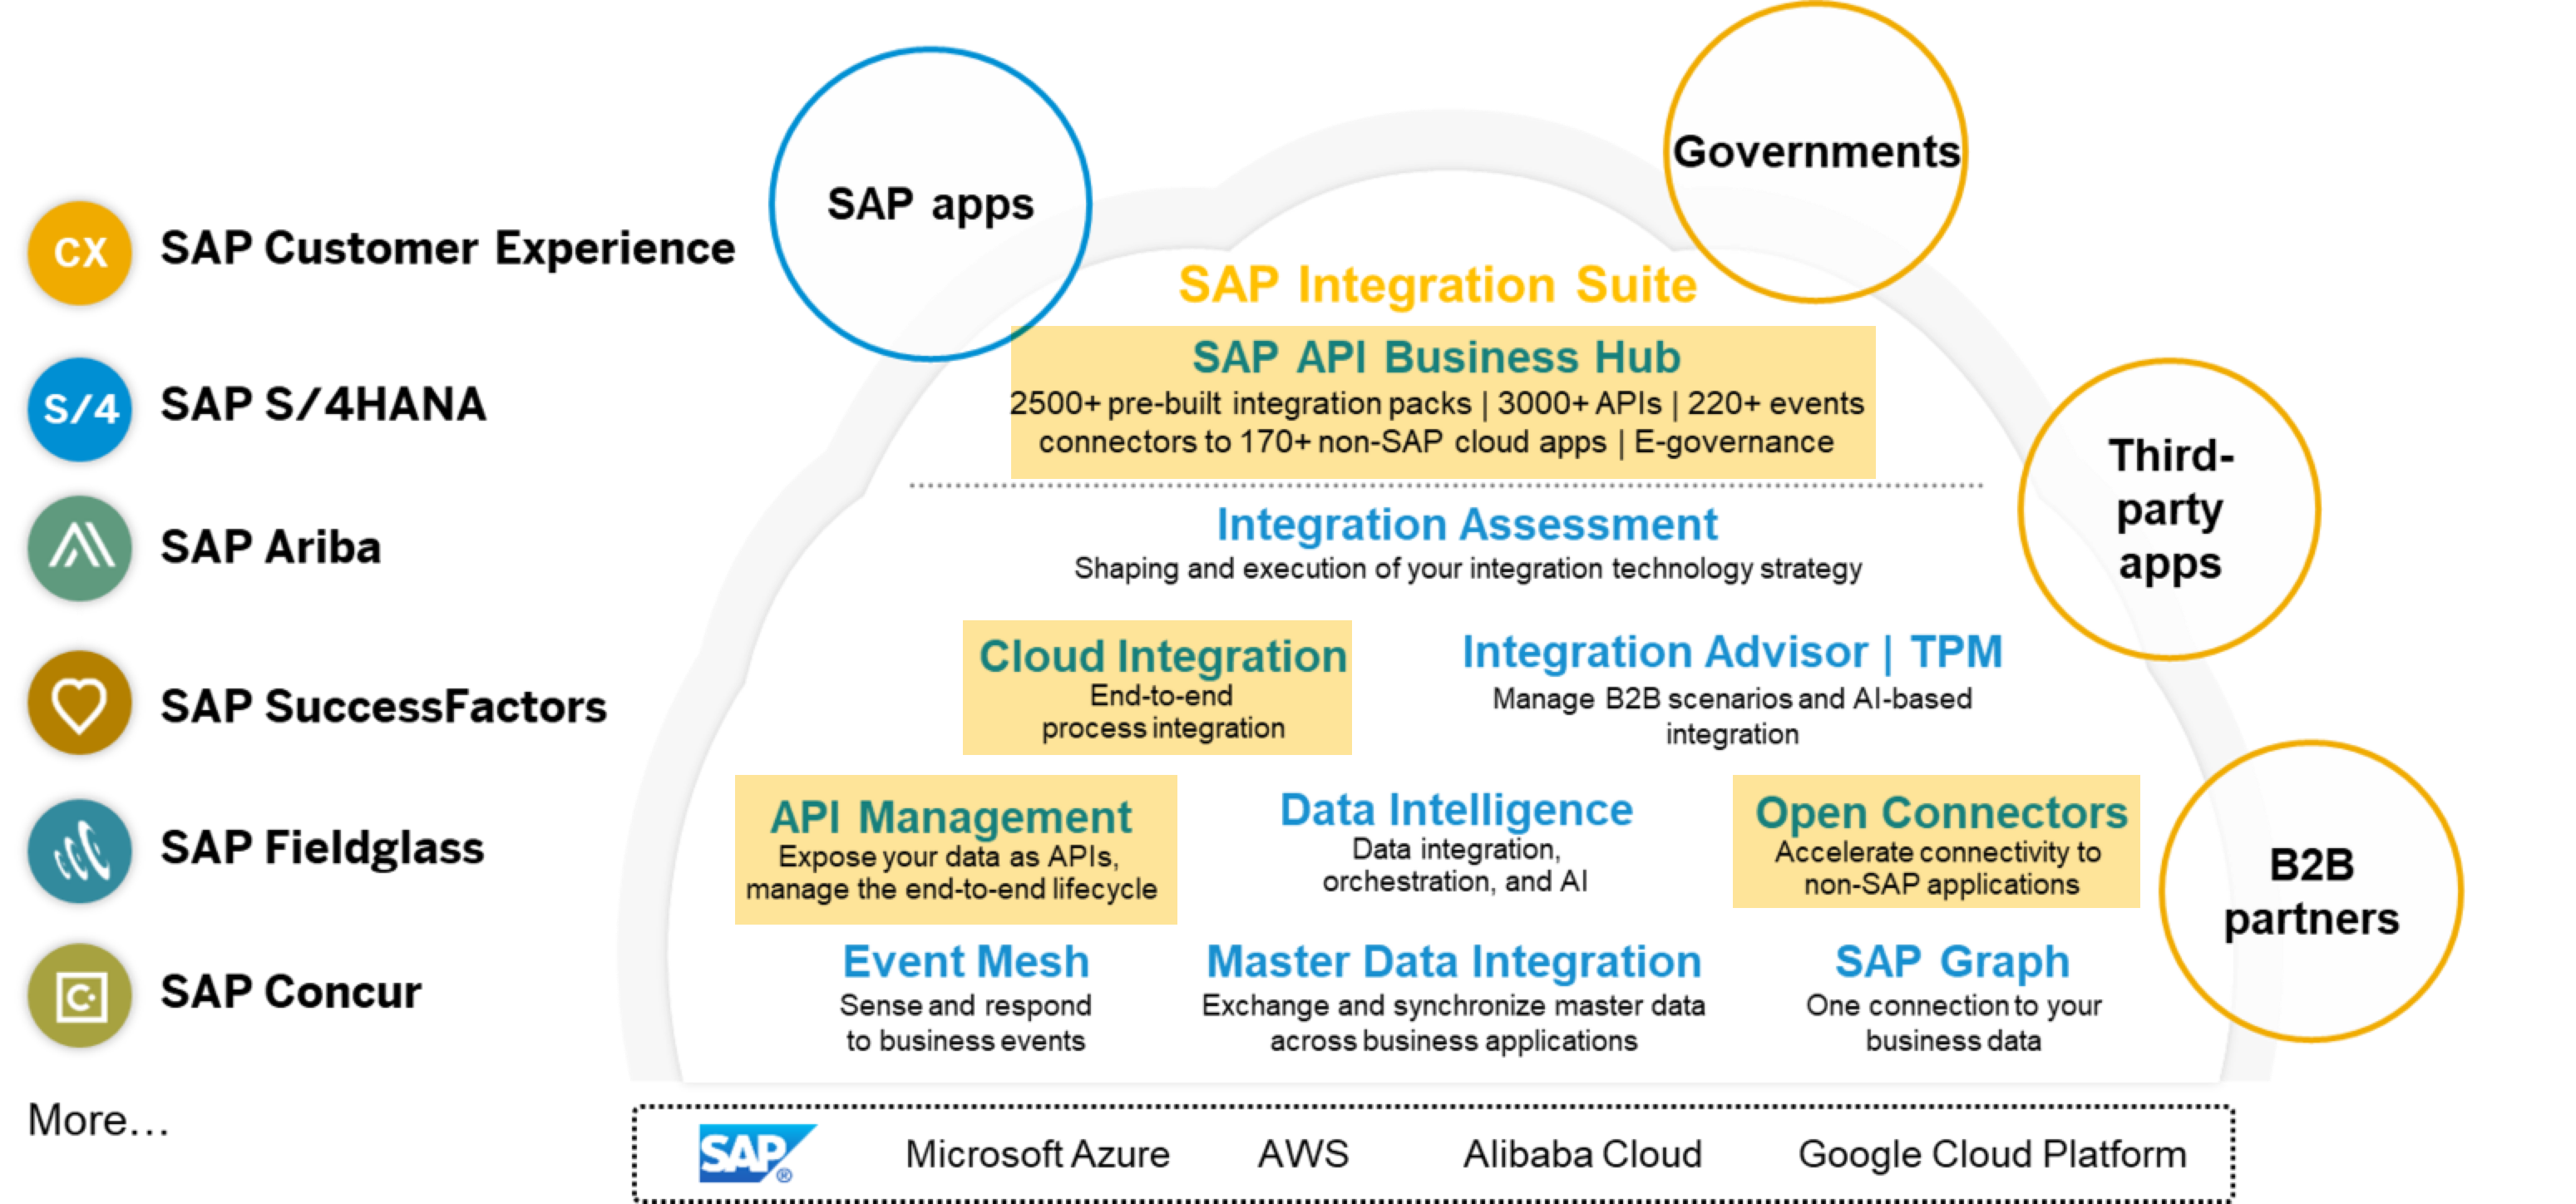 CX
SAP Customer Experience
S/4
SAP S/4HANA
SAP Ariba
SAP SuccessFactors
SAP Fieldglass
C
SAP Concur
More…
SAP apps
Governments
Third-
party
apps
B2B
partners
SAP Integration Suite
SAP API Business Hub
2500+ pre-built integration packs | 3000+ APIs | 220+ events
connectors to 170+ non-SAP cloud apps | E-governance
Integration Assessment
Shaping and execution of your integration technology strategy
Cloud Integration
End-to-end
process integration
Integration Advisor | TPM
Manage B2B scenarios and AI-based
integration
API Management
Expose your data as APIs,
manage the end-to-end lifecycle
Data Intelligence
Data integration,
orchestration, and AI
Open Connectors
Accelerate connectivity to
non-SAP applications
Event Mesh
Sense and respond
to business events
Master Data Integration
Exchange and synchronize master data
across business applications
SAP Graph
One connection to your
business data
SAP® Microsoft Azure AWS Alibaba Cloud Google Cloud Platform